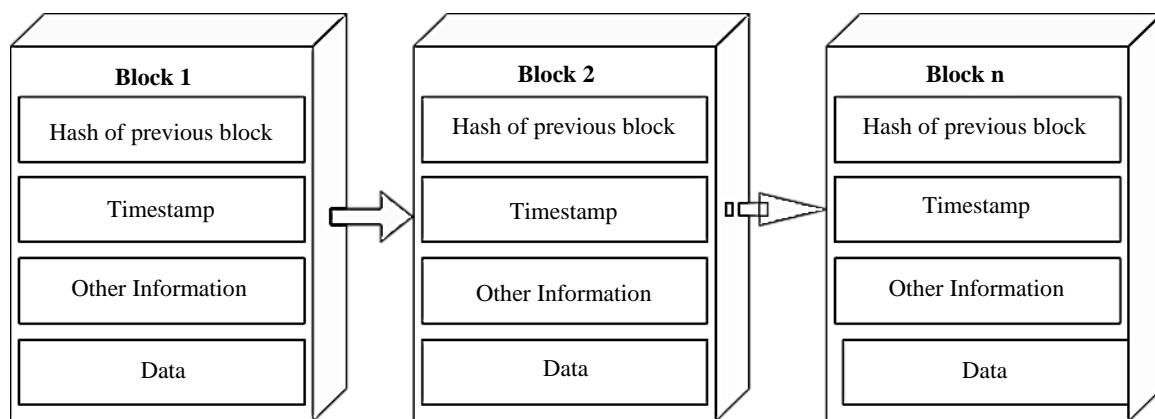 Block 1
Hash of previous block
Timestamp
Other Information
Data
Block 2
Hash of previous block
Timestamp
Other Information
Data
Block n
Hash of previous block
Timestamp
Other Information
Data